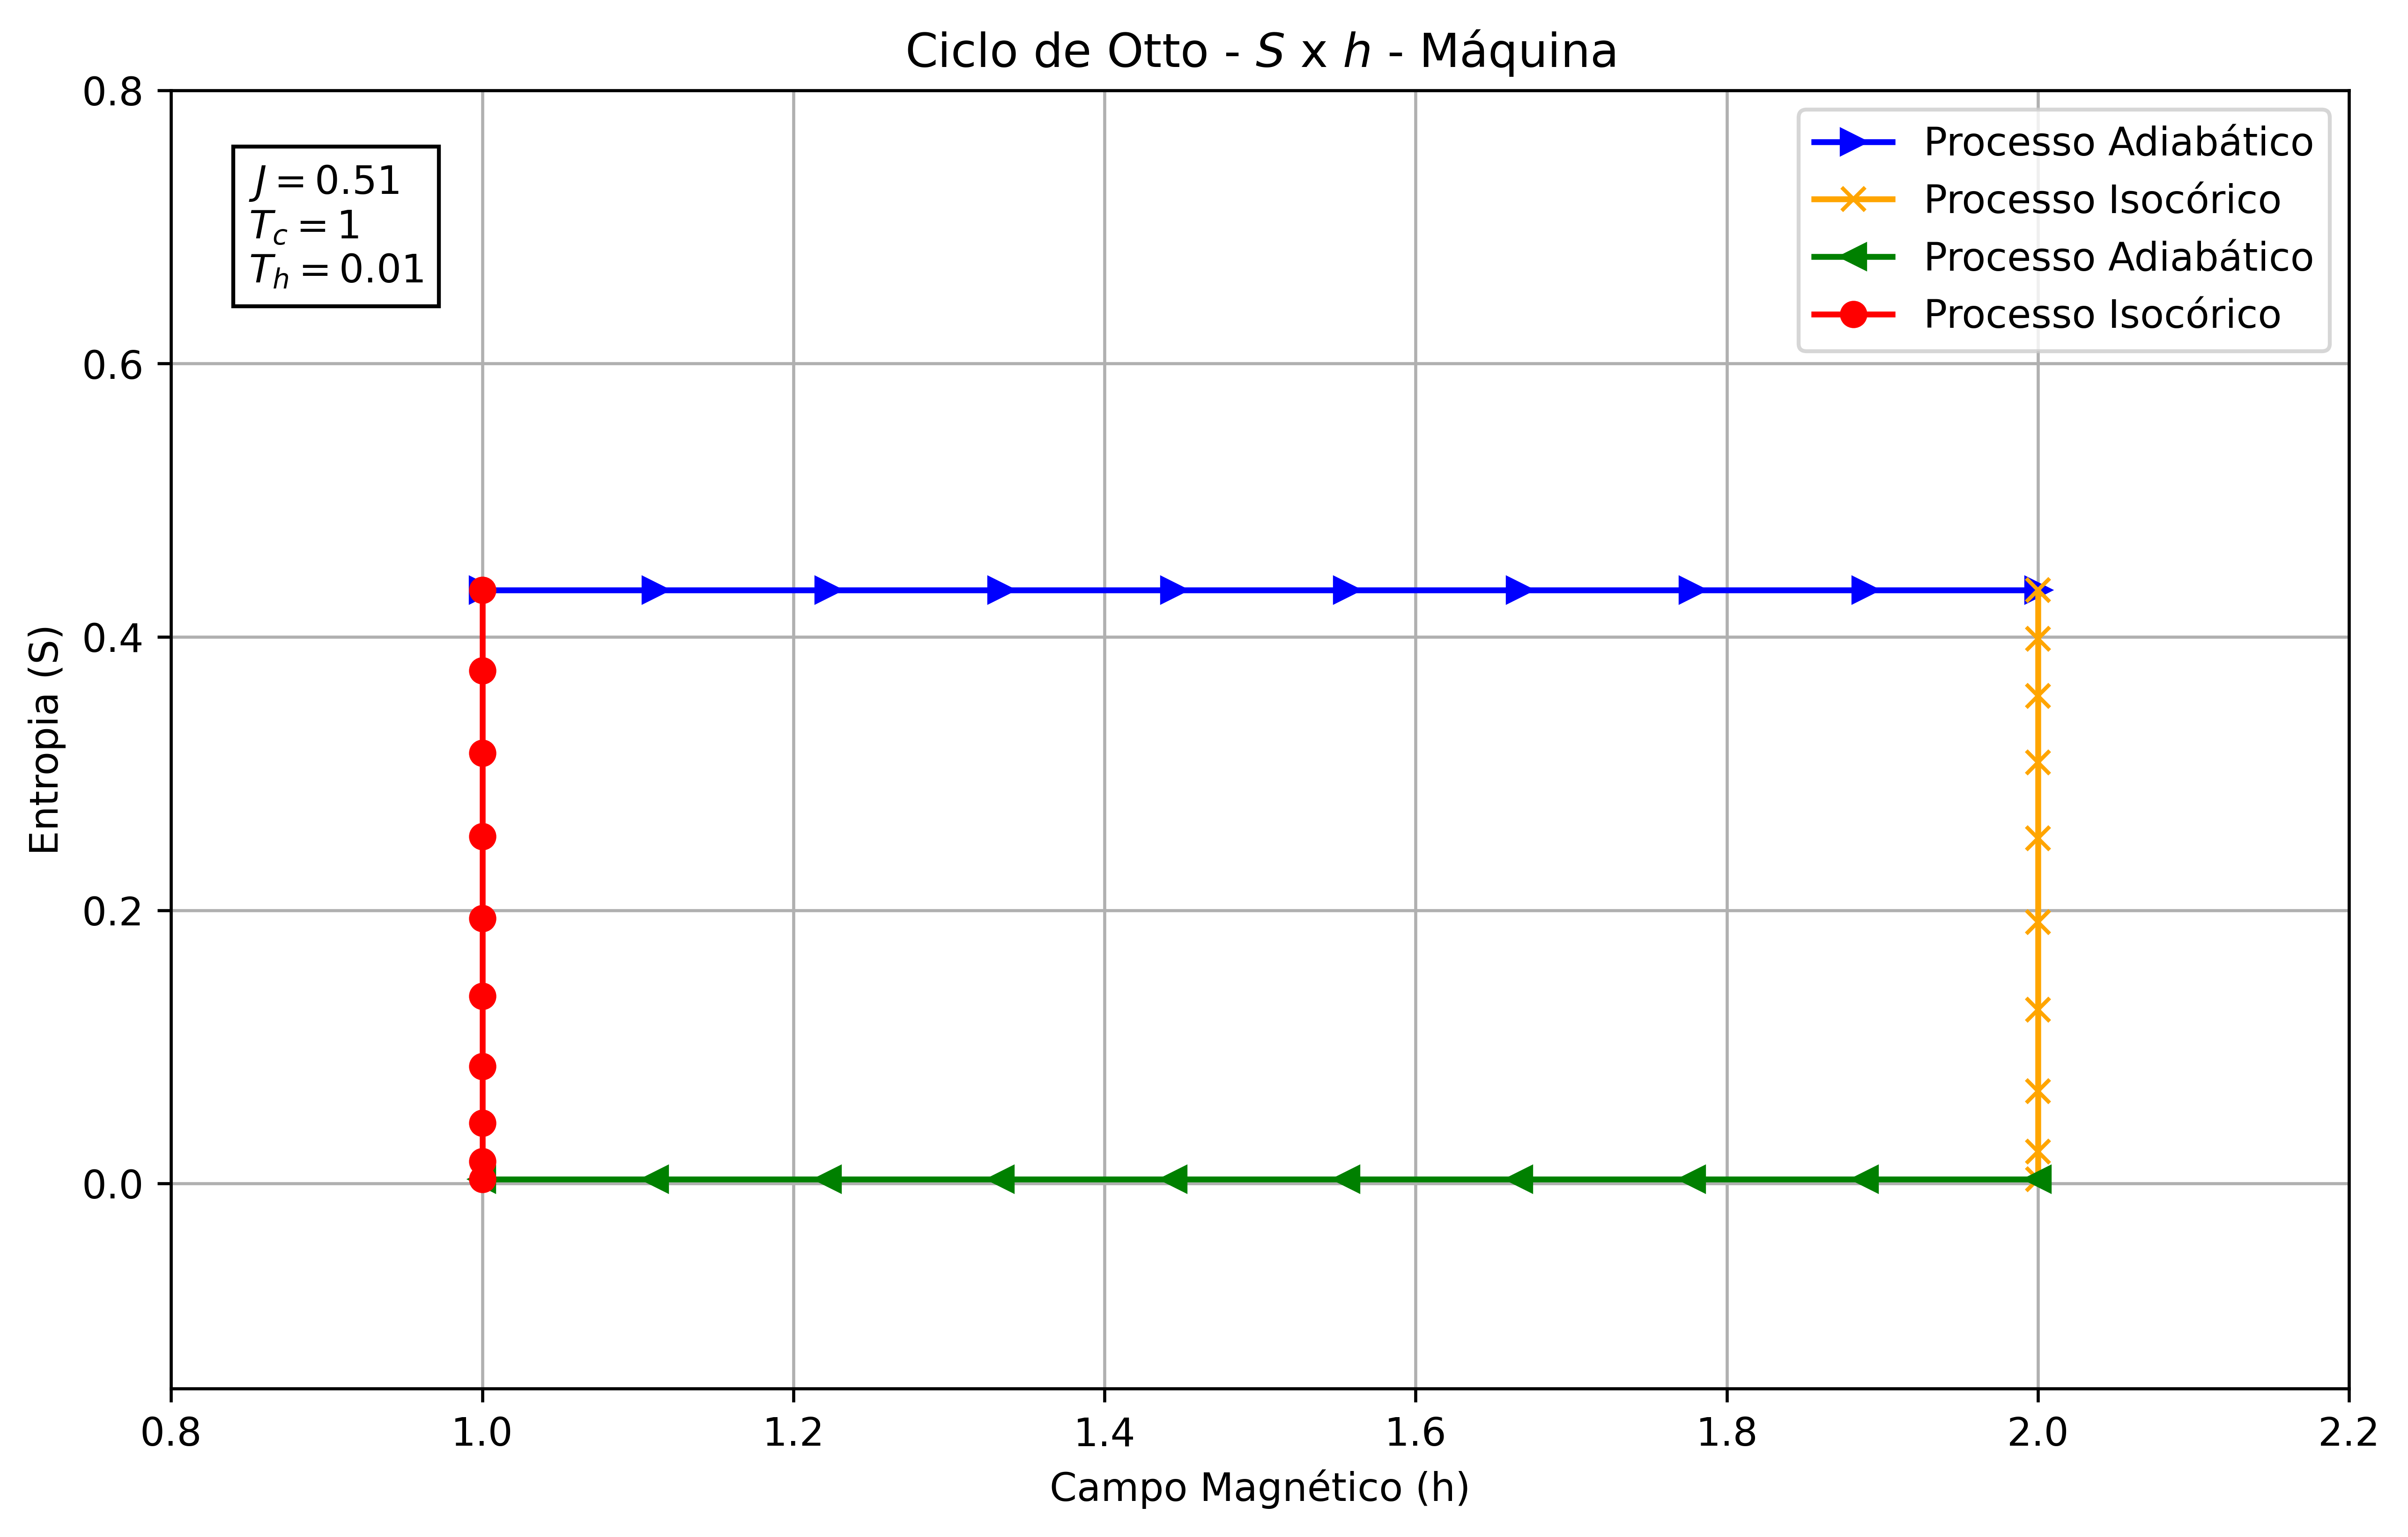 Ciclo de Otto - S x h - Máquina
J = 0.51
T_c = 1
T_h = 0.01
Processo Adiabático
Processo Isocórico
Processo Adiabático
Processo Isocórico
0.8
0.6
0.4
0.2
0.0
Entropia (S)
0.8 1.0 1.2 1.4 1.6 1.8 2.0 2.2
Campo Magnético (h)